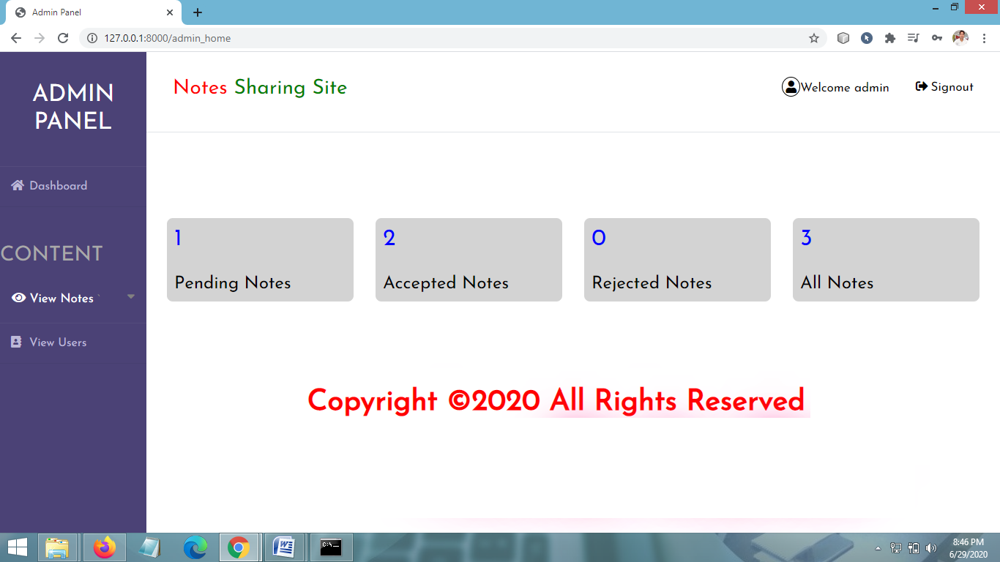 Admin Panel
127.0.0.1:8000/admin_home
ADMIN
PANEL
Notes Sharing Site
Welcome admin
Signout
Dashboard
CONTENT
View Notes `
View Users
1
Pending Notes
2
Accepted Notes
0
Rejected Notes
3
All Notes
Copyright ©2020 All Rights Reserved
8:46 PM
6/29/2020